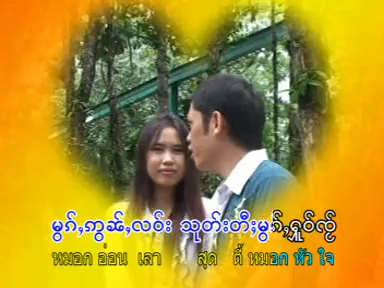 မွၵ်ႇဢွၼ်ႇလဝ်း သုတ်းတီႈမွၵ်ႇႁူဝ်ၸႂ်
หมอก อ่อน เลา สุด ตี้ หมอก หัว ใจ